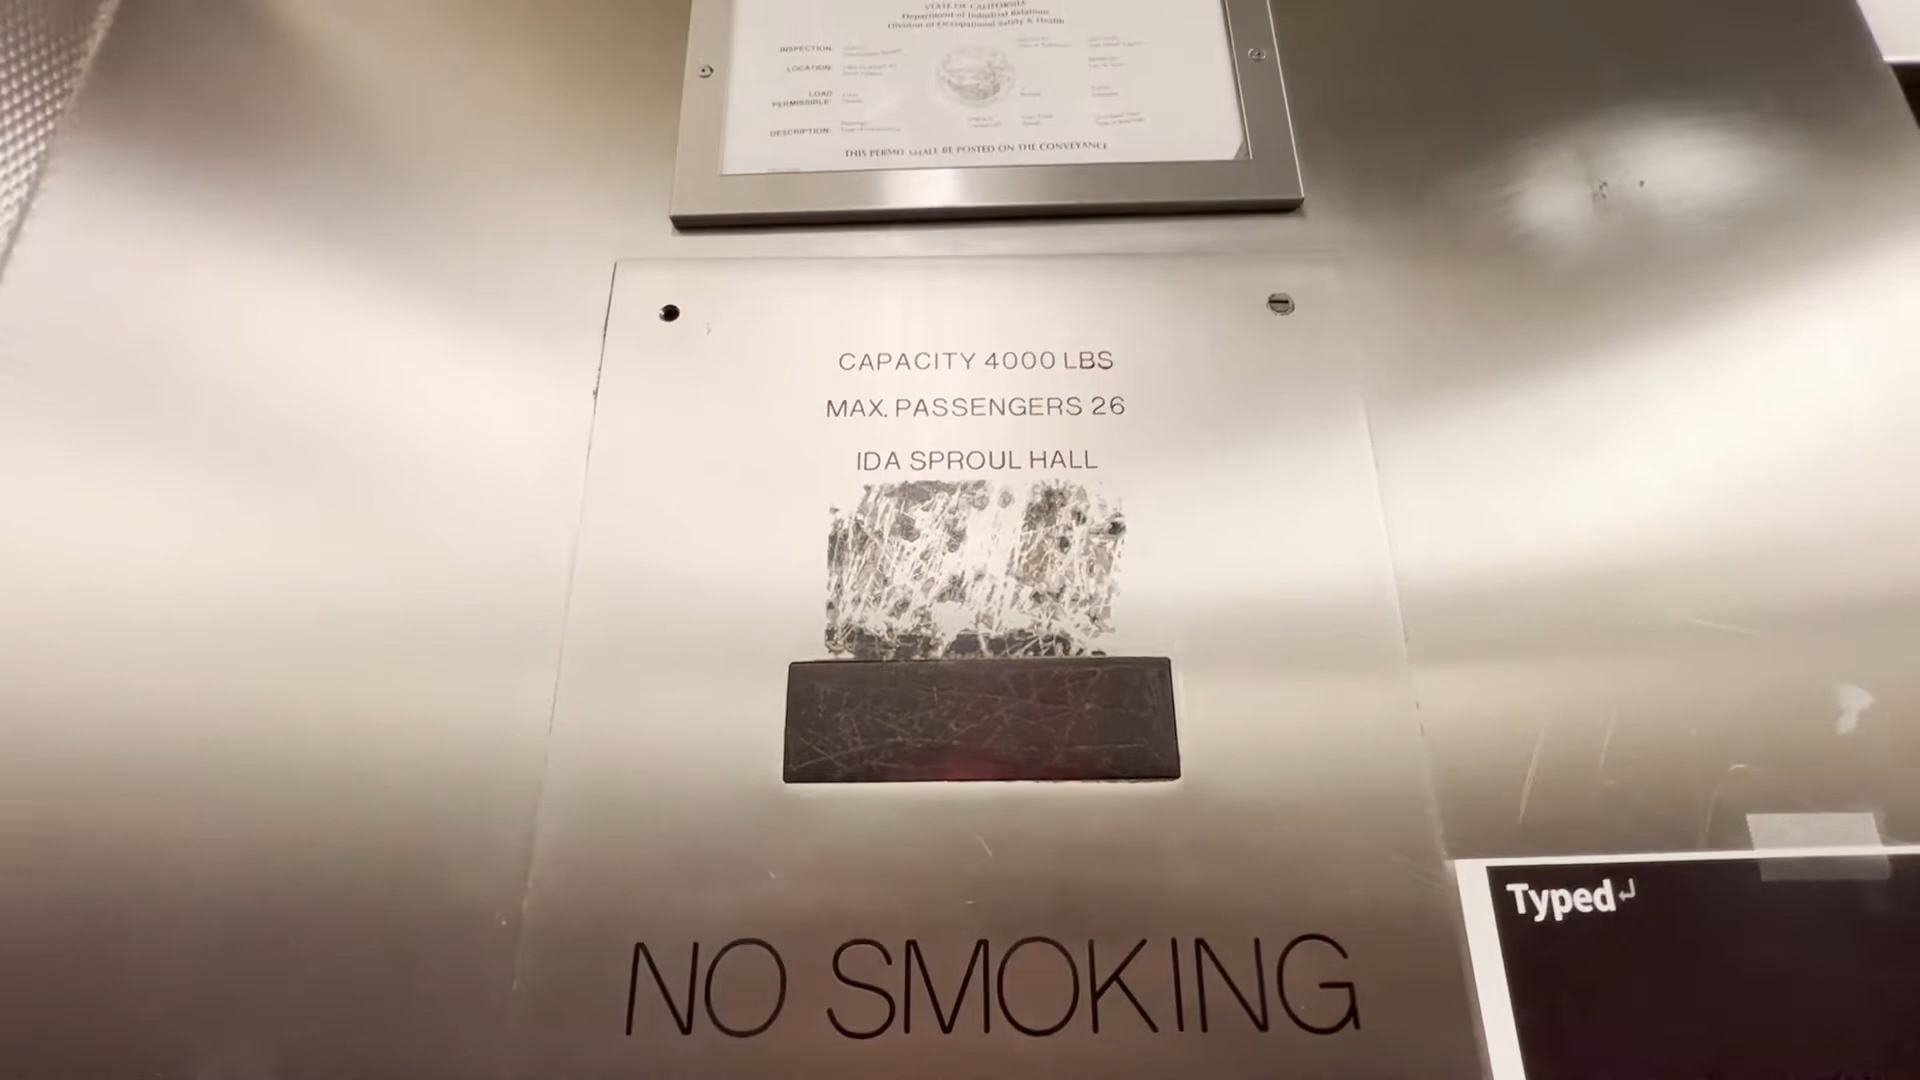 STATE OF CALIFORNIA
Department of Industrial Relations
Division of Occupational Safety & Health
INSPECTION:
LOCATION:
LOAD PERMISSIBLE:
DESCRIPTION:
THIS PERMIT SHALL BE POSTED ON THE CONVEYANCE
CAPACITY 4000 LBS
MAX. PASSENGERS 26
IDA SPROUL HALL
NO SMOKING
Typed